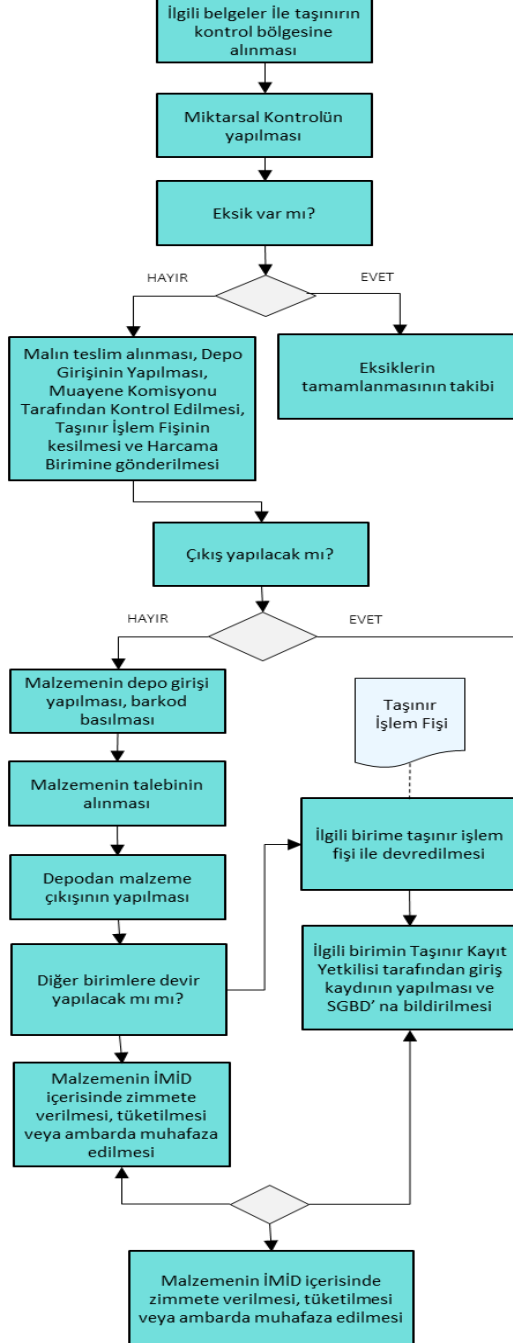 İlgili belgeler İle taşınırın
kontrol bölgesine
alınması
Miktarsal Kontrolün
yapılması
Eksik var mı?
HAYIR
EVET
Malın teslim alınması, Depo
Girişinin Yapılması,
Muayene Komisyonu
Tarafından Kontrol Edilmesi,
Taşınır İşlem Fişinin
kesilmesi ve Harcama
Birimine gönderilmesi
Eksiklerin
tamamlanmasının takibi
Çıkış yapılacak mı?
HAYIR
EVET
Malzemenin depo girişi
yapılması, barkod
basılması
Taşınır
İşlem Fişi
Malzemenin talebinin
alınması
İlgili birime taşınır işlem
fişi ile devredilmesi
Depodan malzeme
çıkışının yapılması
Diğer birimlere devir
yapılacak mı mı?
İlgili birimin Taşınır Kayıt
Yetkilisi tarafından giriş
kaydının yapılması ve
SGBD’ na bildirilmesi
Malzemenin İMİD
içerisinde zimmete
verilmesi, tüketilmesi
veya ambarda muhafaza
edilmesi
Malzemenin İMİD içerisinde
zimmete verilmesi, tüketilmesi
veya ambarda muhafaza edilmesi